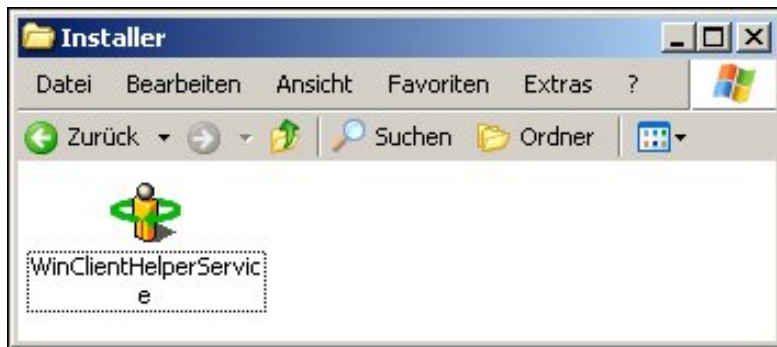 Installer
Datei Bearbeiten Ansicht Favoriten Extras ?
Zurück Suchen Ordner
WinClientHelperServic
e